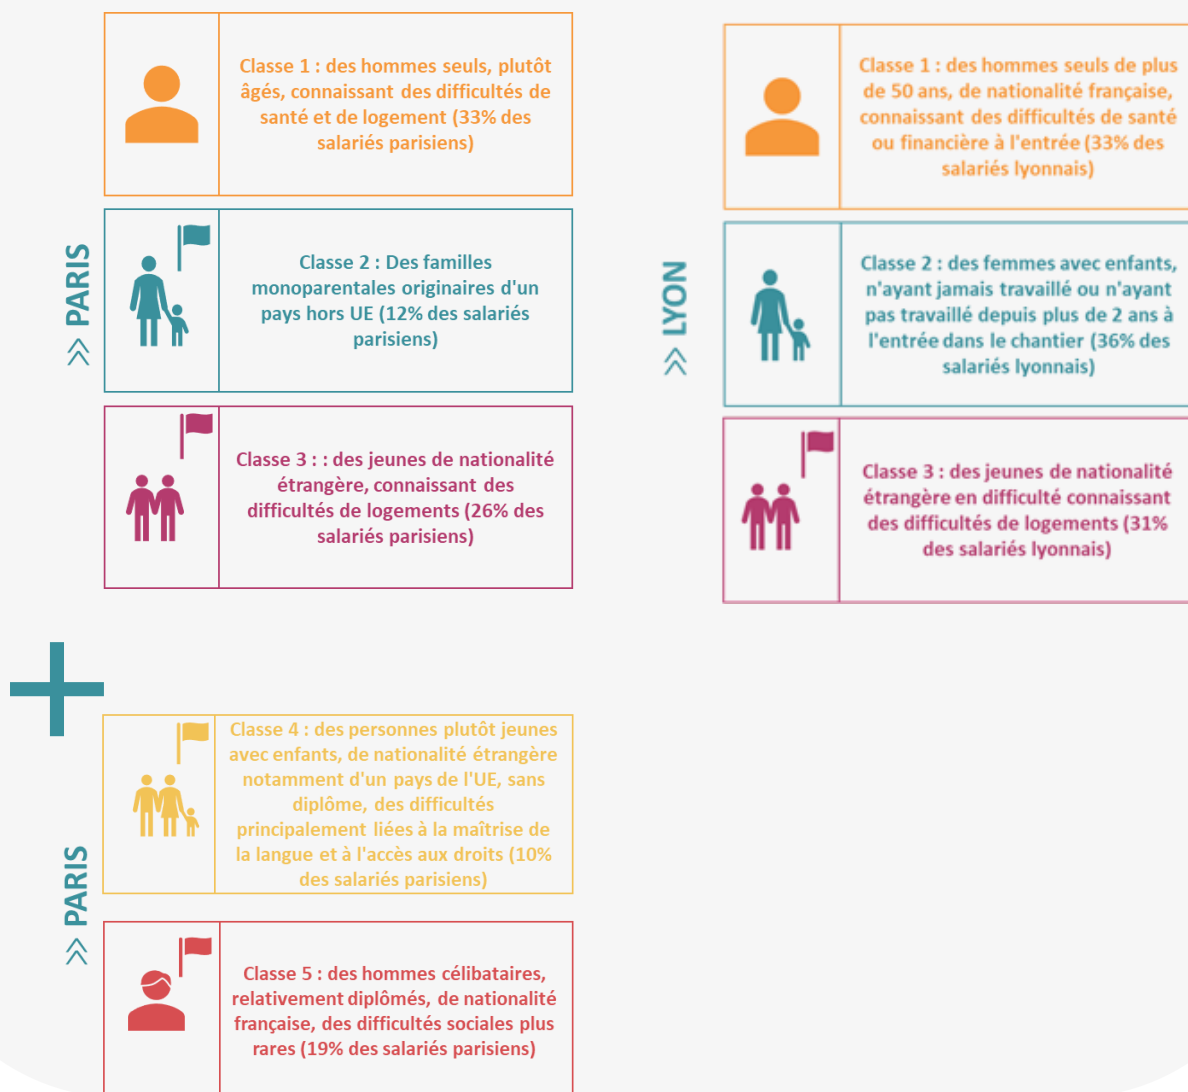 >> PARIS
Classe 1 : des hommes seuls, plutôt
âgés, connaissant des difficultés de
santé et de logement (33% des
salariés parisiens)
Classe 2 : Des familles
monoparentales originaires d'un
pays hors UE (12% des salariés
parisiens)
Classe 3 : : des jeunes de nationalité
étrangère, connaissant des
difficultés de logements (26% des
salariés parisiens)
>> LYON
Classe 1 : des hommes seuls de plus
de 50 ans, de nationalité française,
connaissant des difficultés de santé
ou financière à l'entrée (33% des
salariés lyonnais)
Classe 2 : des femmes avec enfants,
n'ayant jamais travaillé ou n'ayant
pas travaillé depuis plus de 2 ans à
l'entrée dans le chantier (36% des
salariés lyonnais)
Classe 3 : des jeunes de nationalité
étrangère en difficulté connaissant
des difficultés de logements (31%
des salariés lyonnais)
>> PARIS
Classe 4 : des personnes plutôt jeunes
avec enfants, de nationalité étrangère
notamment d'un pays de l'UE, sans
diplôme, des difficultés
principalement liées à la maîtrise de
la langue et à l'accès aux droits (10%
des salariés parisiens)
Classe 5 : des hommes célibataires,
relativement diplômés, de nationalité
française, des difficultés sociales plus
rares (19% des salariés parisiens)